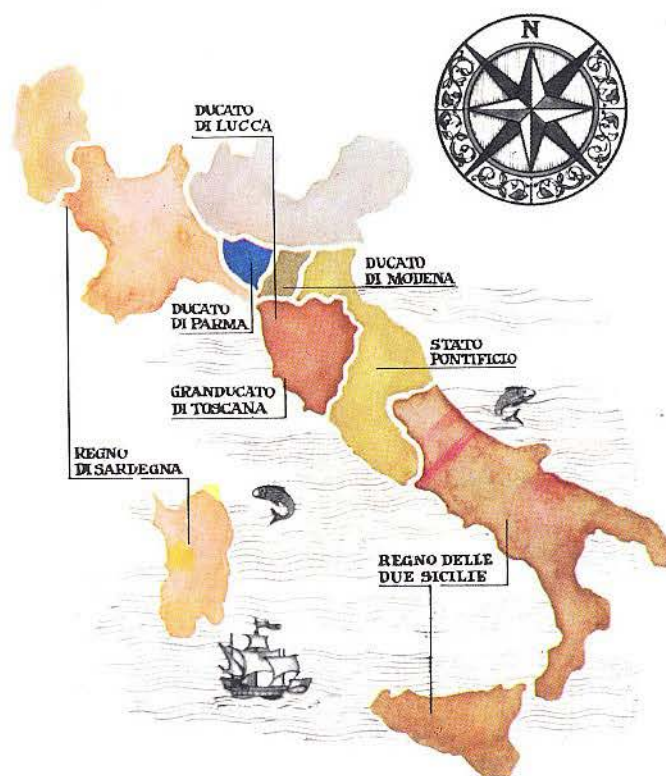 N
DUCATO
DI LUCCA
DUCATO
DI MODENA
DUCATO
DI PARMA
STATO
PONTIFICIO
GRANDUCATO
DI TOSCANA
REGNO
DI SARDEGNA
REGNO DELLE
DUE SICILIE